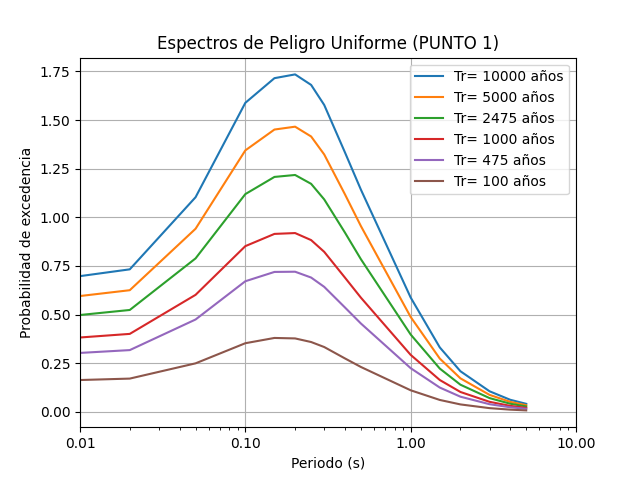 Espectros de Peligro Uniforme (PUNTO 1)
Probabilidad de excedencia
1.75
1.50
1.25
1.00
0.75
0.50
0.25
0.00
Tr= 10000 años
Tr= 5000 años
Tr= 2475 años
Tr= 1000 años
Tr= 475 años
Tr= 100 años
0.01 0.10 1.00 10.00
Periodo (s)